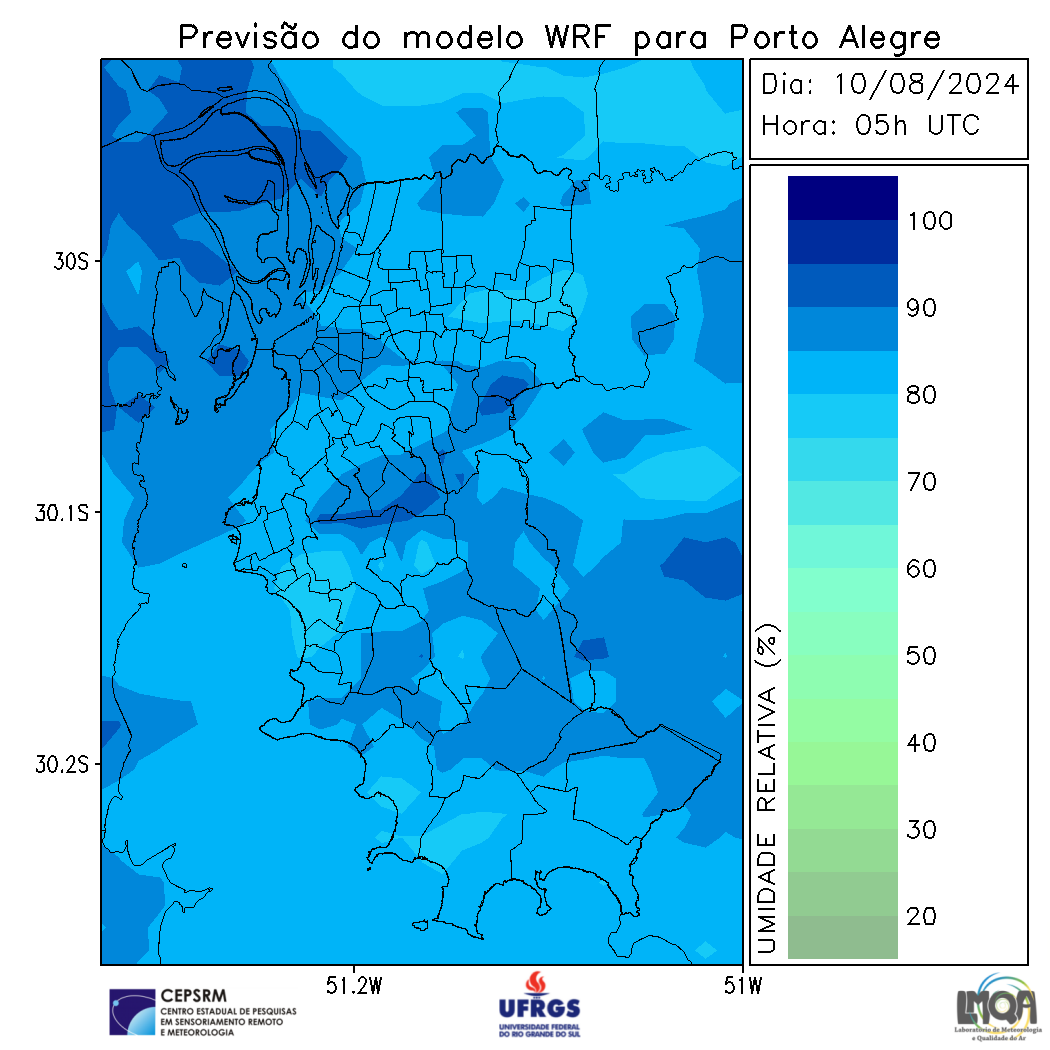 Previsão do modelo WRF para Porto Alegre
Dia: 10/08/2024
Hora: 05h UTC
30S
30.1S
30.2S
51.2W
51W
UMIDADE RELATIVA (%)
100
90
80
70
60
50
40
30
20
CEPSRM
CENTRO ESTADUAL DE PESQUISAS
EM SENSORIAMENTO REMOTO
E METEOROLOGIA
UFRGS
UNIVERSIDADE FEDERAL
DO RIO GRANDE DO SUL
LMQA
Laboratório de Meteorologia
e Qualidade do Ar